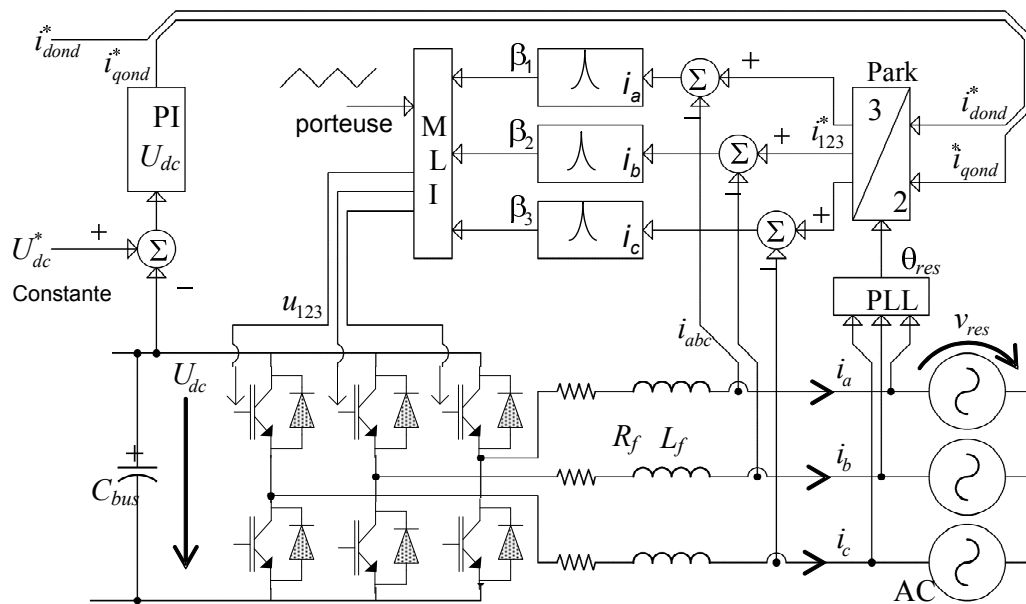 i*dond
i*qond
PI
Udc
U*dc
+
Σ
−
Constante
porteuse
M
L
I
β1
ia
β2
ib
β3
ic
Σ
+
−
Σ
+
−
Σ
+
−
i*123
Park
3
2
i*dond
i*qond
θres
PLL
u123
iabc
vres
Udc
+
Cbus
Rf
Lf
ia
ib
ic
AC